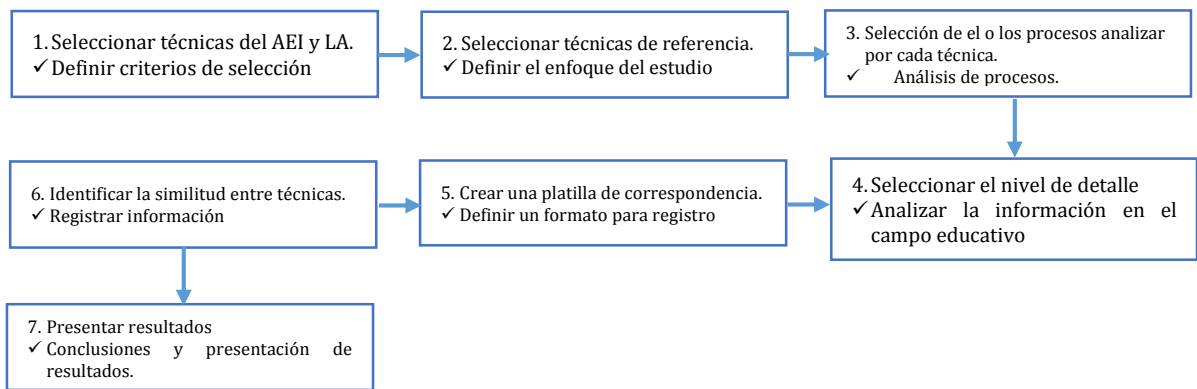 1. Seleccionar técnicas del AEI y LA.
✓ Definir criterios de selección
2. Seleccionar técnicas de referencia.
✓ Definir el enfoque del estudio
3. Selección de el o los procesos analizar
por cada técnica.
✓ Análisis de procesos.
4. Seleccionar el nivel de detalle
✓ Analizar la información en el
campo educativo
5. Crear una platilla de correspondencia.
✓ Definir un formato para registro
6. Identificar la similitud entre técnicas.
✓ Registrar información
7. Presentar resultados
✓ Conclusiones y presentación de
resultados.